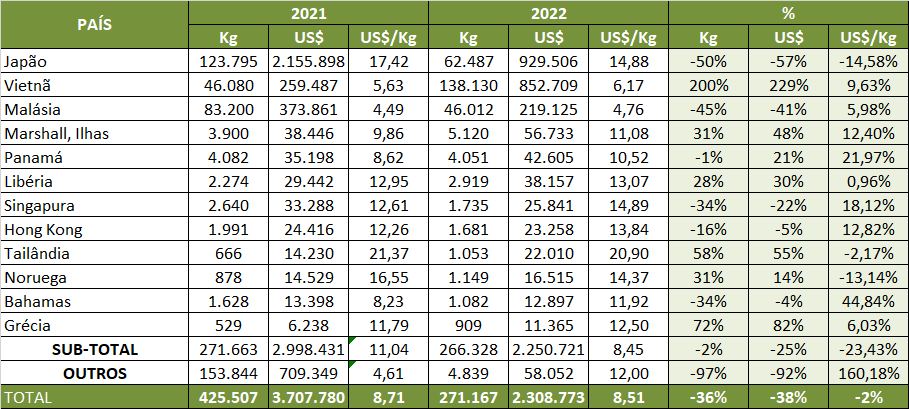 PAÍS 2021 2022 %
Kg US$ US$/Kg Kg US$ US$/Kg Kg US$ US$/Kg
Japão 123.795 2.155.898 17,42 62.487 929.506 14,88 -50% -57% -14,58%
Vietnã 46.080 259.487 5,63 138.130 852.709 6,17 200% 229% 9,63%
Malásia 83.200 373.861 4,49 46.012 219.125 4,76 -45% -41% 5,98%
Marshall, Ilhas 3.900 38.446 9,86 5.120 56.733 11,08 31% 48% 12,40%
Panamá 4.082 35.198 8,62 4.051 42.605 10,52 -1% 21% 21,97%
Libéria 2.274 29.442 12,95 2.919 38.157 13,07 28% 30% 0,96%
Singapura 2.640 33.288 12,61 1.735 25.841 14,89 -34% -22% 18,12%
Hong Kong 1.991 24.416 12,26 1.681 23.258 13,84 -16% -5% 12,82%
Tailândia 666 14.230 21,37 1.053 22.010 20,90 58% 55% -2,17%
Noruega 878 14.529 16,55 1.149 16.515 14,37 31% 14% -13,14%
Bahamas 1.628 13.398 8,23 1.082 12.897 11,92 -34% -4% 44,84%
Grécia 529 6.238 11,79 909 11.365 12,50 72% 82% 6,03%
SUB-TOTAL 271.663 2.998.431 11,04 266.328 2.250.721 8,45 -2% -25% -23,43%
OUTROS 153.844 709.349 4,61 4.839 58.052 12,00 -97% -92% 160,18%
TOTAL 425.507 3.707.780 8,71 271.167 2.308.773 8,51 -36% -38% -2%